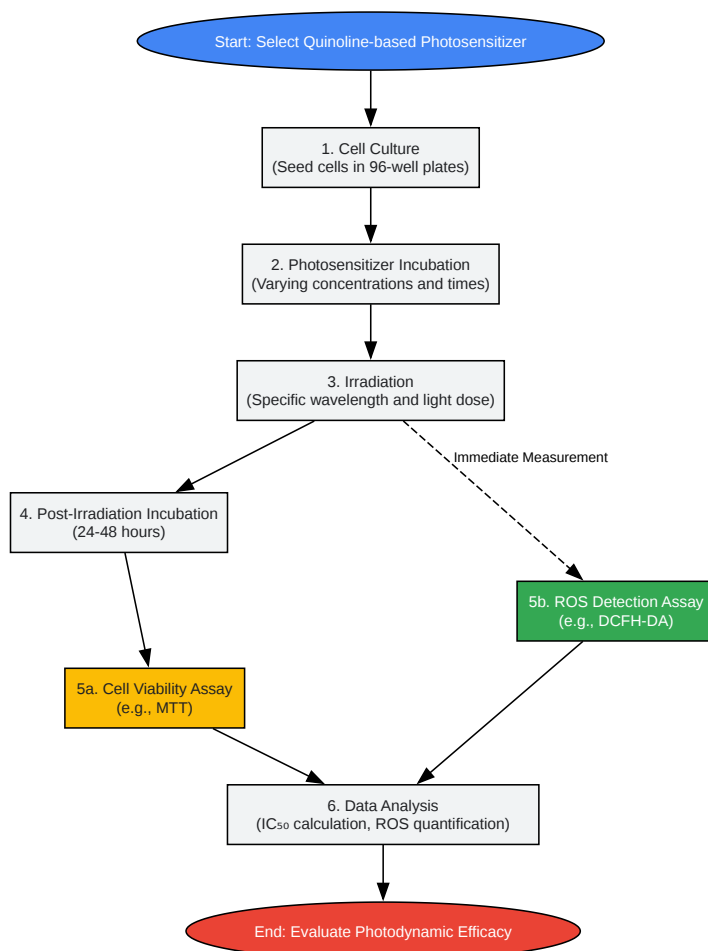 Start: Select Quinoline-based Photosensitizer
1. Cell Culture
(Seed cells in 96-well plates)
2. Photosensitizer Incubation
(Varying concentrations and times)
3. Irradiation
(Specific wavelength and light dose)
Immediate Measurement
4. Post-Irradiation Incubation
(24-48 hours)
5b. ROS Detection Assay
(e.g., DCFH-DA)
5a. Cell Viability Assay
(e.g., MTT)
6. Data Analysis
(IC₅₀ calculation, ROS quantification)
End: Evaluate Photodynamic Efficacy